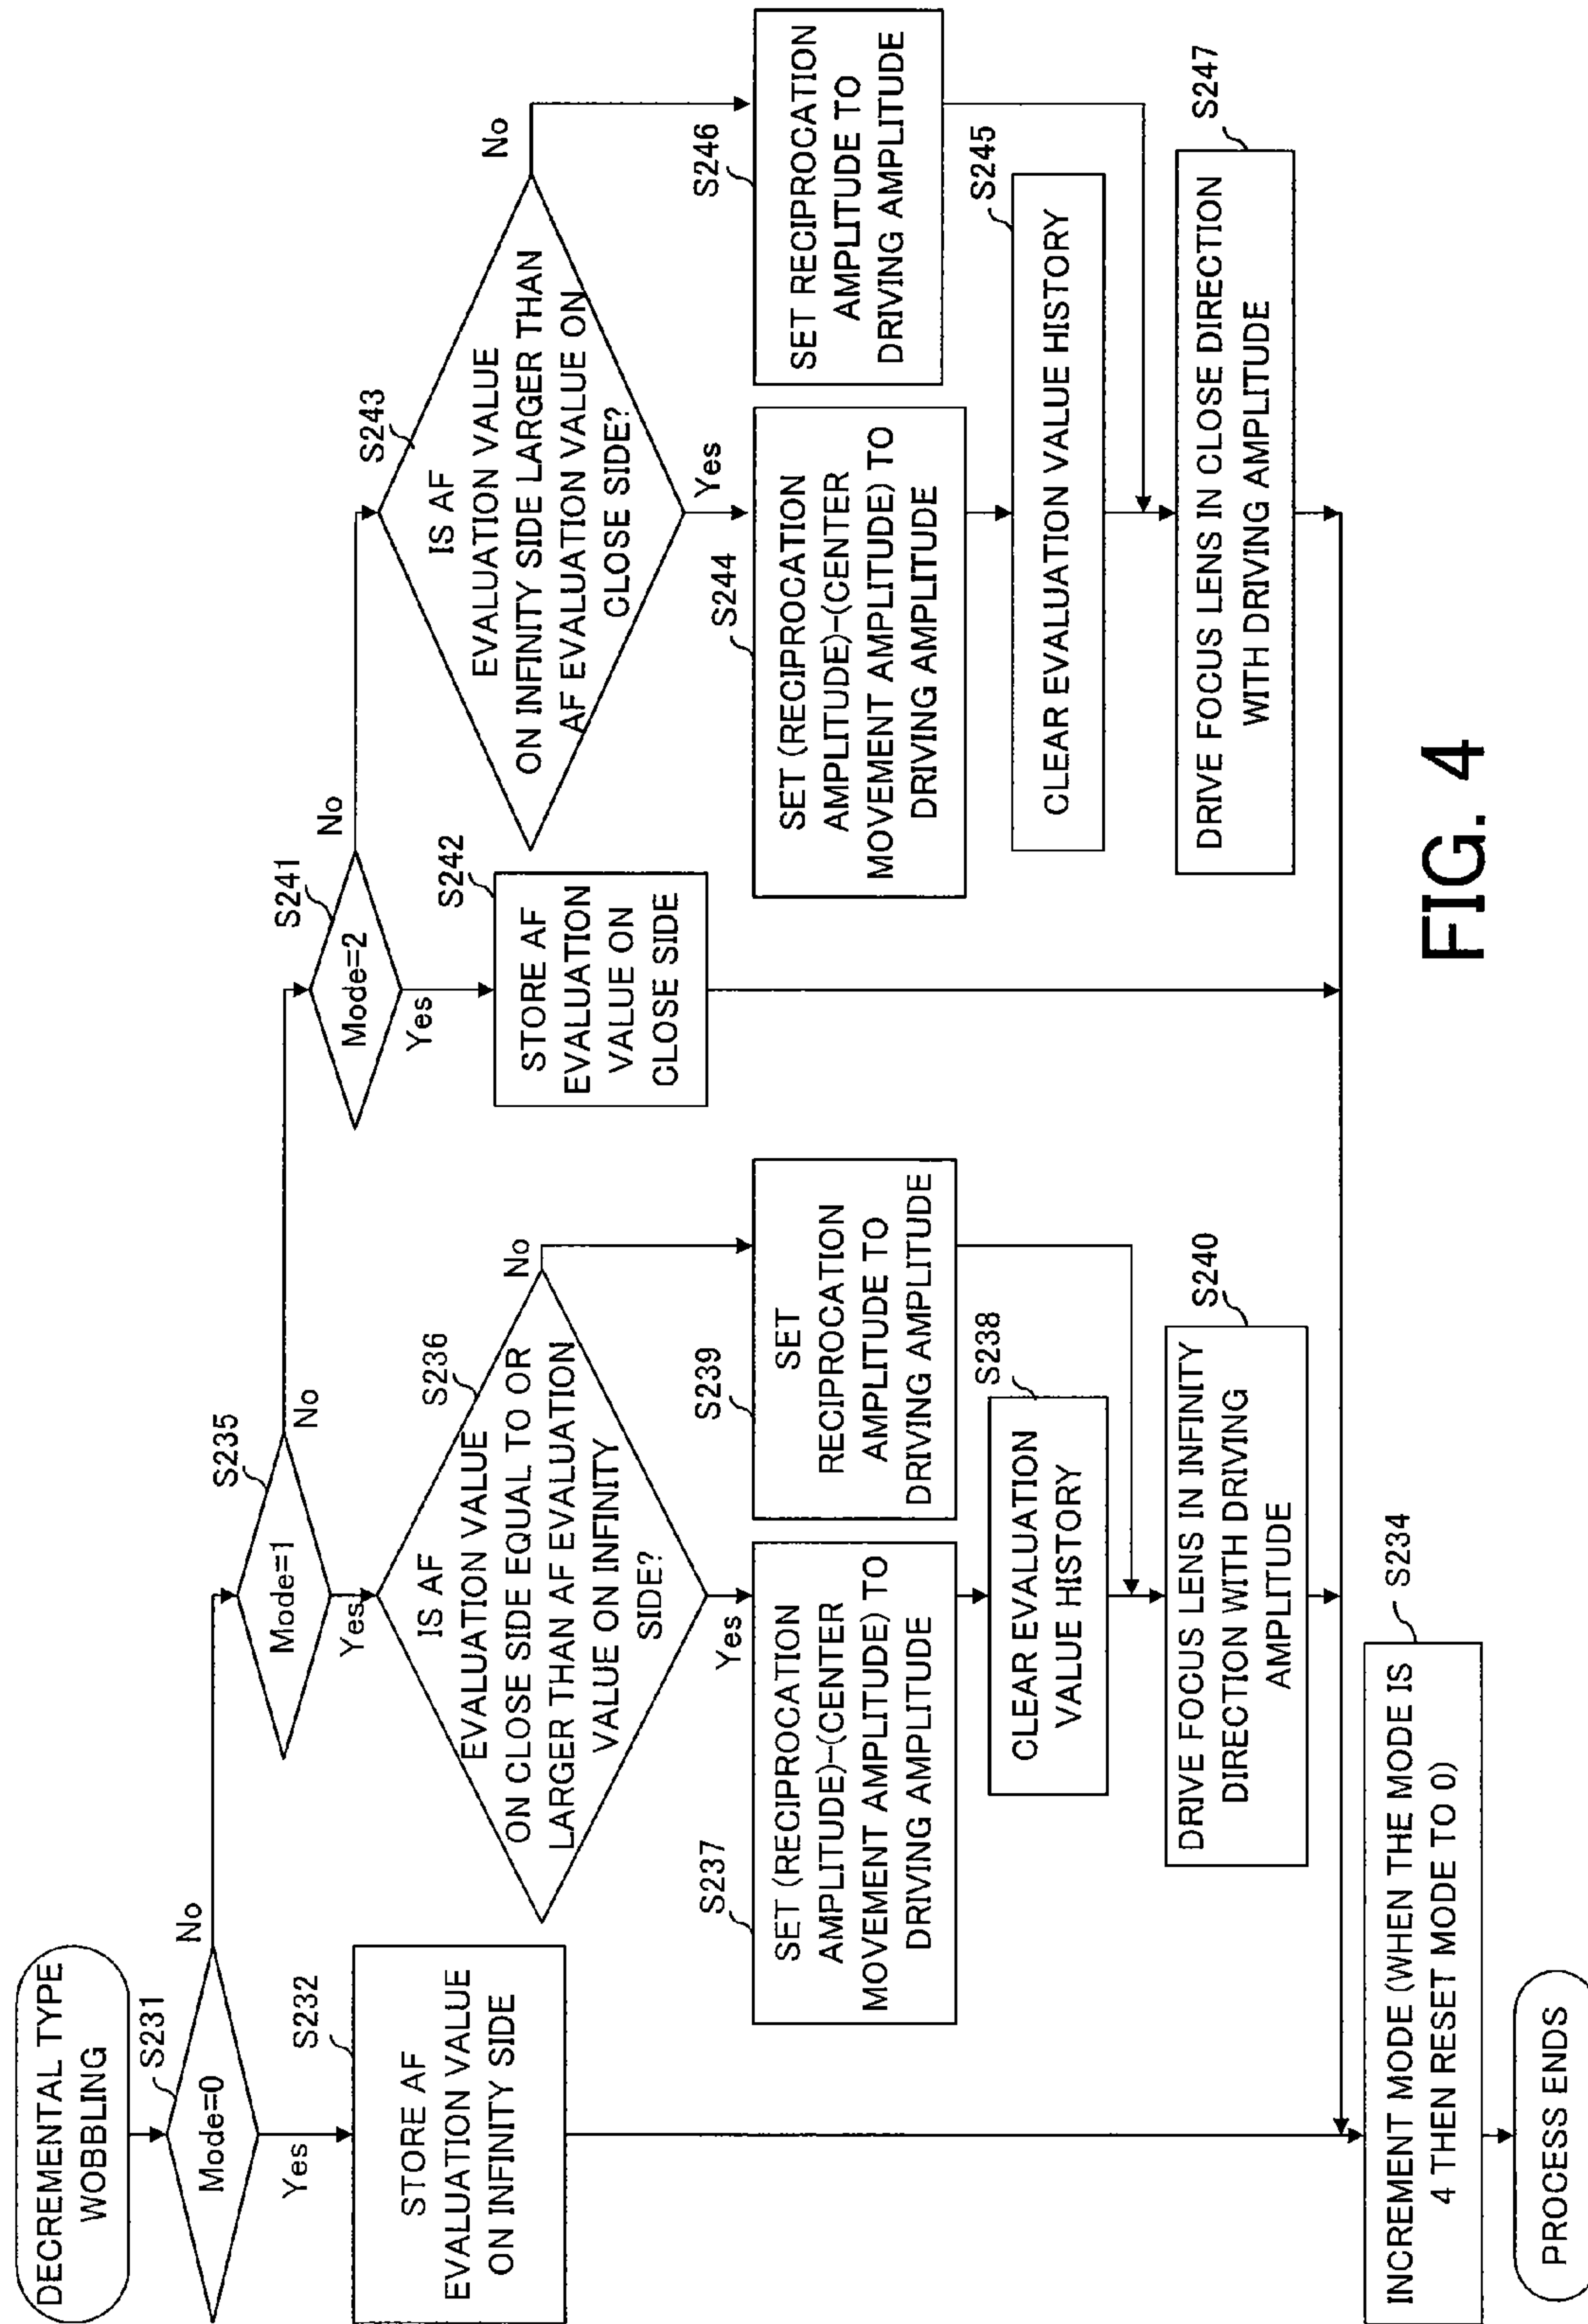 DECREMENTAL TYPE
WOBBLING
S231
Mode=0
No
Yes
S232
STORE AF
EVALUATION VALUE
ON INFINITY SIDE
S235
Mode=1
No
Yes
S236
IS AF
EVALUATION VALUE
ON CLOSE SIDE EQUAL TO OR
LARGER THAN AF EVALUATION
VALUE ON INFINITY
SIDE?
No
Yes
S237
SET (RECIPROCATION
AMPLITUDE)-(CENTER
MOVEMENT AMPLITUDE) TO
DRIVING AMPLITUDE
S239
SET
RECIPROCATION
AMPLITUDE TO
DRIVING AMPLITUDE
S238
CLEAR EVALUATION
VALUE HISTORY
S240
DRIVE FOCUS LENS IN INFINITY
DIRECTION WITH DRIVING
AMPLITUDE
S241
Mode=2
No
Yes
S242
STORE AF
EVALUATION
VALUE ON
CLOSE SIDE
S243
IS AF
EVALUATION VALUE
ON INFINITY SIDE LARGER THAN
AF EVALUATION VALUE ON
CLOSE SIDE?
No
Yes
S244
SET (RECIPROCATION
AMPLITUDE)-(CENTER
MOVEMENT AMPLITUDE) TO
DRIVING AMPLITUDE
S246
SET RECIPROCATION
AMPLITUDE TO
DRIVING AMPLITUDE
S245
CLEAR EVALUATION VALUE HISTORY
S247
DRIVE FOCUS LENS IN CLOSE DIRECTION
WITH DRIVING AMPLITUDE
S234
INCREMENT MODE (WHEN THE MODE IS
4 THEN RESET MODE TO 0)
PROCESS ENDS
FIG. 4